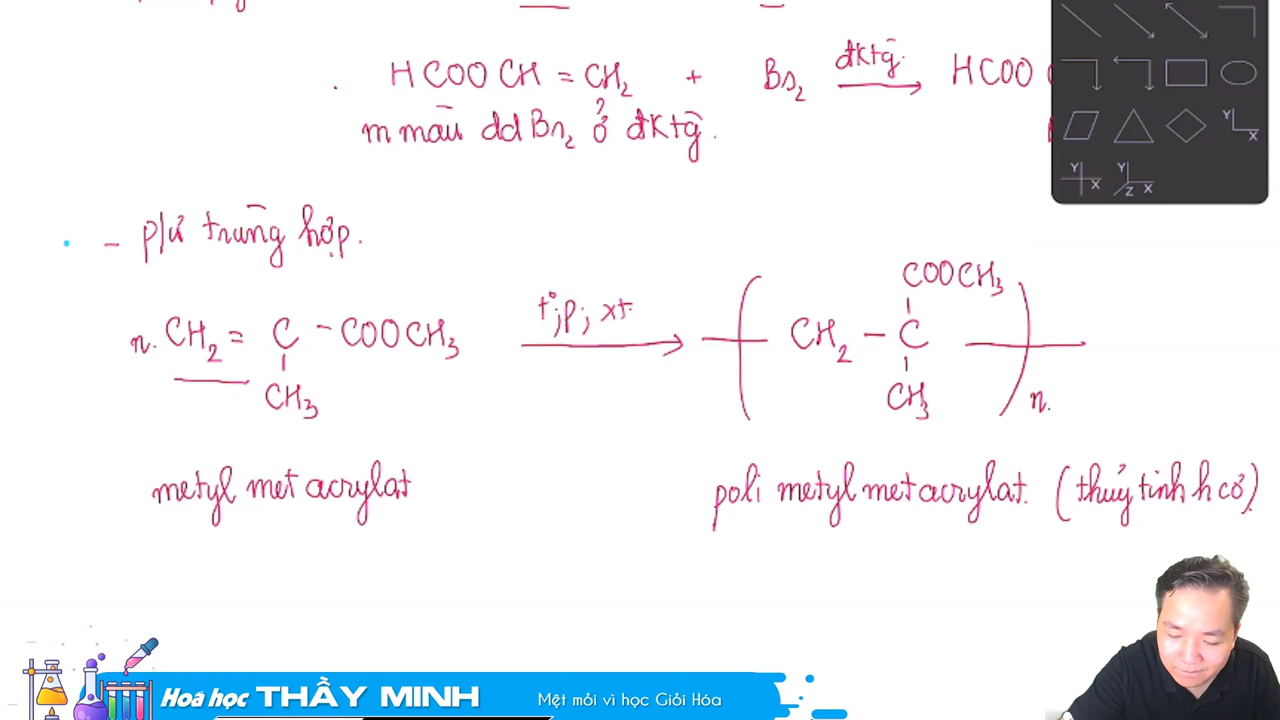 HCOOCH = CH₂ + Br₂ đktg → HCOO
m màu dd Br₂ ở đktg.
- p/ư trùng hợp.
n. CH₂ = C - COOCH₃ t°; p; xt. → ( CH₂ - C )n.
COOCH₃
CH₃ CH₃
metyl metacrylat poli metyl metacrylat. (thủy tinh h cơ).
Hoá học THẦY MINH Mệt mỏi vì học Giỏi Hóa
Y X
Y X Y Z X